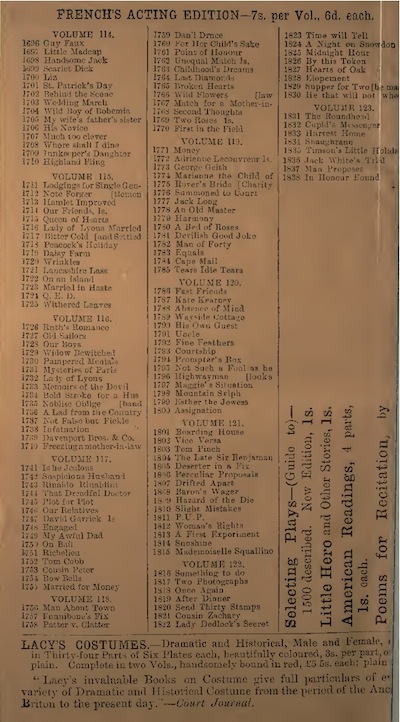 FRENCH'S ACTING EDITION—7s. per Vol., 6d. each.
VOLUME 114.
1696 Guy Faux
1697 Little Madcap
1698 Handsome Jack
1699 Scarlet Dick
1700 Liz
1701 St. Patrick's Day
1702 Behind the Scene
1703 Wedding March
1704 Wild Boy of Bohemia
1705 My wife's father's sister
1706 His Novice
1707 Much too clever
1708 Where shall I dine
1709 Innkeeper's Daughter
1710 Highland Fling
VOLUME 115.
1711 Lodgings for Single Gen-
1712 Note Forger [tlemen
1713 Hamlet Improved
1714 Our Friends, 1s.
1715 Queen of Hearts
1716 Lady of Lyons Married
1717 Bitter Cold [and Settled
1718 Peacock's Holiday
1719 Daisy Farm
1720 Wrinkles
1721 Lancashire Lass
1722 On an Island
1723 Married in Haste
1724 Q. E. D.
1725 Withered Leaves
VOLUME 116.
1726 Ruth's Romance
1727 Old Sailors
1728 Our Boys
1729 Widow Bewitched
1730 Pampered Menials
1731 Mysteries of Paris
1732 Lady of Lyons
1733 Memoirs of the Devil
1734 Bold Stroke for a Hus
1735 Noblesse Oblige [band
1736 A Lad from the Country
1737 Not False but Fickle
1738 Infatuation
1739 Davenport Bros. & Co.
1740 Freezing a mother-in-law
VOLUME 117.
1741 Is he Jealous
1742 Suspicious Husband
1743 Rinaldo Rinaldini
1744 That Dreadful Doctor
1745 Plot for Plot
1746 Our Relatives
1747 David Garrick 1s
1748 Engaged
1749 My Awful Dad
1750 On Bail
1751 Richelieu
1752 Tom Cobb
1753 Cousin Peter
1754 Bow Bells
1755 Married for Money
VOLUME 118.
1756 Man About Town
1757 Fennibone's Fix
1758 Patter v. Clatter
1759 Dan'l Druce
1760 For Her Child's Sake
1761 Point of Honour
1762 Unequal Match 1s,
1763 Childhood's Dreams
1764 Lost Diamonds
1765 Broken Hearts
1766 Wild Flowers [law
1767 Match for a Mother-in-
1768 Second Thoughts
1769 Two Roses 1s.
1770 First in the Field
VOLUME 119.
1771 Money
1772 Adrienne Lecouvreur 1s.
1773 George Geith
1774 Marianne the Child of
1775 Rover's Bride [Charity
1776 Summoned to Court
1777 Jack Long
1778 An Old Master
1779 Harmony
1780 A Bed of Roses
1781 Devilish Good Joke
1782 Man of Forty
1783 Equals
1784 Cape Mail
1785 Tears Idle Tears
VOLUME 120.
1786 Fast Friends
1787 Kate Kearney
1788 Absence of Mind
1789 Wayside Cottage
1790 His Own Guest
1791 Uncle
1792 Fine Feathers
1793 Courtship
1794 Prompter's Box
1795 Not Such a Fool as he
1796 Highwayman [looks
1797 Maggie's Situation
1798 Mountain Sylph
1799 Esther the Jewess
1800 Assignation
VOLUME 121.
1801 Boarding House
1802 Vice Versa
1803 Tom Pinch
1804 The Late Sir Benjamin
1805 Deserter in a Fix
1806 Peculiar Proposals
1807 Drifted Apart
1808 Baron's Wager
1809 Hazard of the Die
1810 Slight Mistakes
1811 P.U.P.
1812 Woman's Rights
1813 A First Experiment
1814 Sunshine
1815 Mademoiselle Squallino
VOLUME 122.
1816 Something to do
1817 Two Photographs
1818 Once Again
1819 After Dinner
1820 Send Thirty Stamps
1821 Cousin Zachary
1822 Lady Dedlock's Secret
1823 Time will Tell
1824 A Night on Snowdon
1825 Midnight Hour
1826 By this Token
1827 Hearts of Oak
1828 Elopement
1829 Supper for Two
1830 He that will not
VOLUME 123.
1831 The Roundhead
1832 Cupid's Messenger
1833 Harvest Home
1834 Shaughraun
1835 Timson's Little Holida
1836 Jack White's Trial
1837 Man Proposes
1838 In Honour Bound
Selecting Plays—(Guide to)—
1500 described. New Edition, 1s.
Little Hero and Other Stories, 1s.
American Readings, 4 parts,
1s. each.
Poems for Recitation, by
LACY'S COSTUMES.—Dramatic and Historical, Male and Female,
in Thirty-four Parts of Six Plates each, beautifully coloured, 3s. per part, o
plain. Complete in two Vols., handsomely bound in red, £5 5s. each; plain
"Lacy's invaluable Books on Costume give full particulars of e
variety of Dramatic and Historical Costume from the period of the Anc
Briton to the present day."—Court Journal.